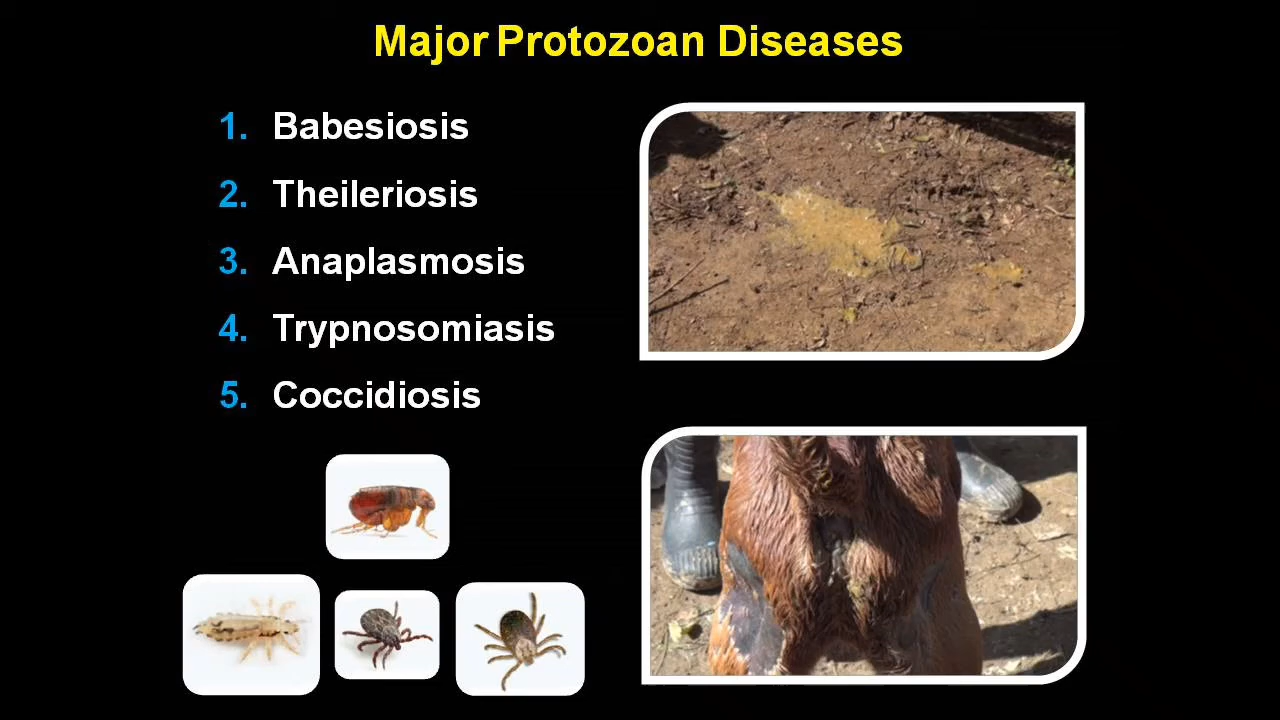 Major Protozoan Diseases
1. Babesiosis
2. Theileriosis
3. Anaplasmosis
4. Trypnosomiasis
5. Coccidiosis